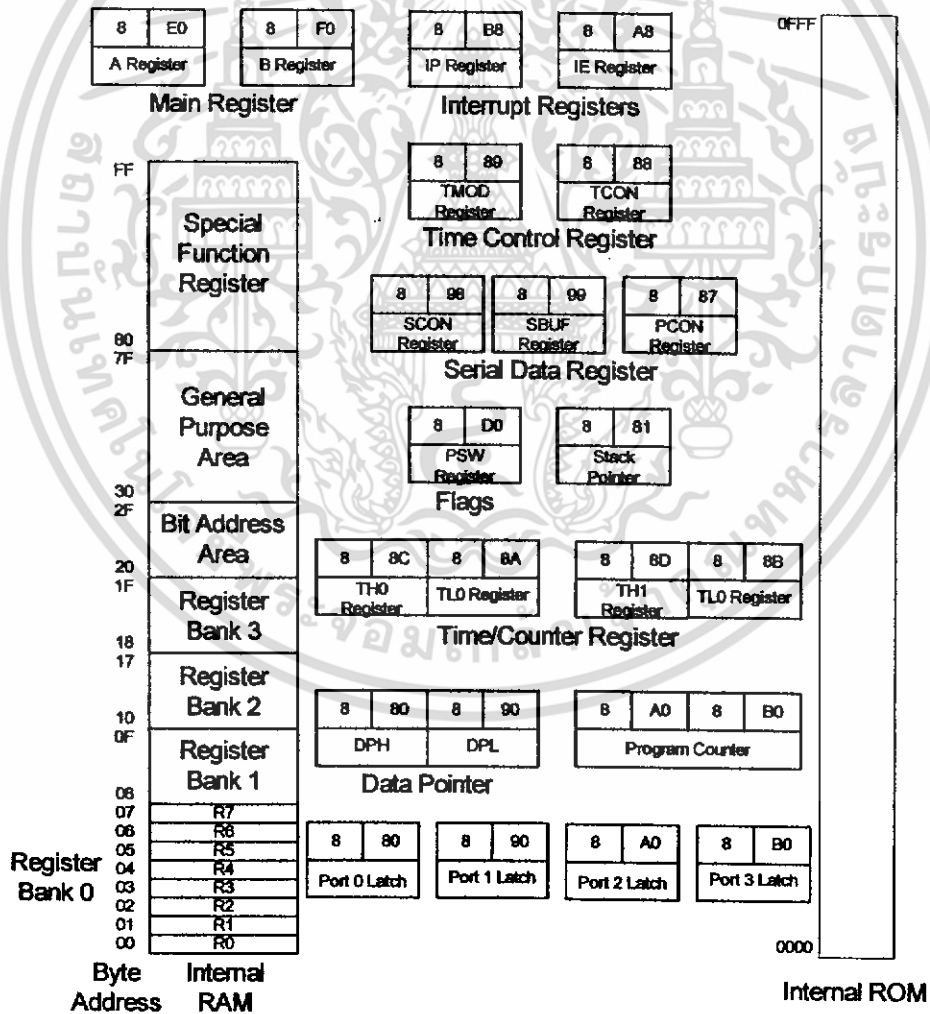 8 E0
A Register
8 F0
B Register
Main Register
8 B8
IP Register
8 A8
IE Register
Interrupt Registers
8 89
TMOD
Register
8 88
TCON
Register
Time Control Register
8 98
SCON
Register
8 99
SBUF
Register
8 87
PCON
Register
Serial Data Register
8 D0
PSW
Register
Flags
8 81
Stack
Pointer
8 8C 8 8A
TH0
Register
TL0 Register
8 8D 8 8B
TH1
Register
TL0 Register
Time/Counter Register
8 80 8 90
DPH DPL
Data Pointer
8 A0 8 B0
Program Counter
8 80
Port 0 Latch
8 90
Port 1 Latch
8 A0
Port 2 Latch
8 B0
Port 3 Latch
FF
Special
Function
Register
80
7F
General
Purpose
Area
30
2F
Bit Address
Area
20
1F
Register
Bank 3
18
17
Register
Bank 2
10
0F
Register
Bank 1
08
07 R7
06 R6
05 R5
04 R4
03 R3
02 R2
01 R1
00 R0
Register
Bank 0
Byte
Address
Internal
RAM
0FFF
0000
Internal ROM